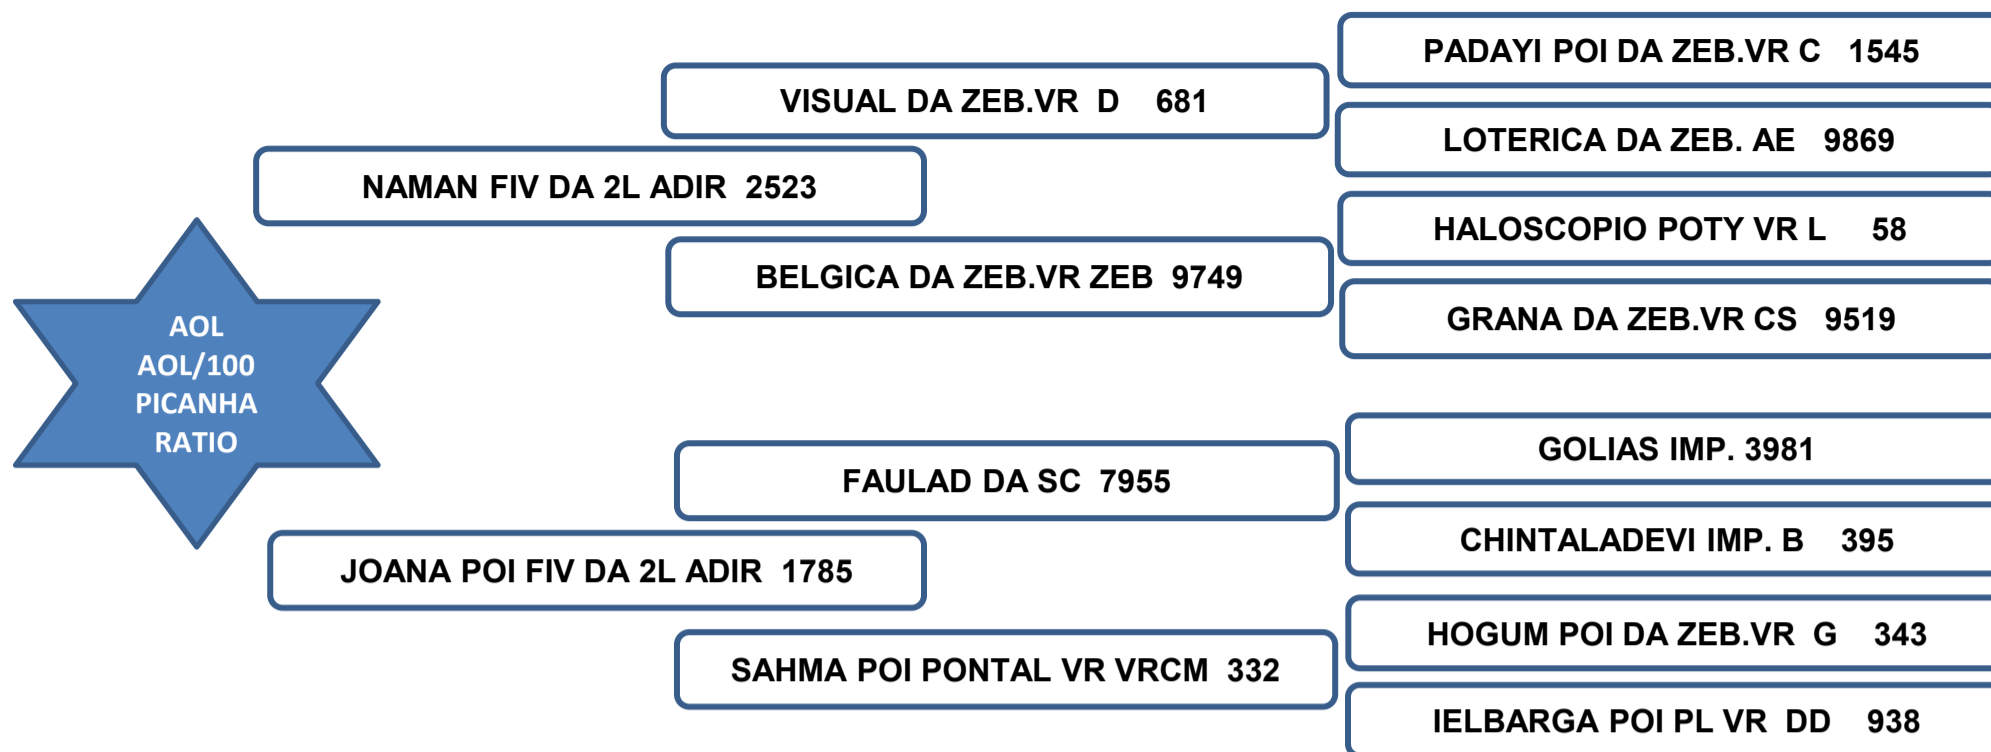 PADAYI POI DA ZEB.VR C 1545
VISUAL DA ZEB.VR D 681
LOTERICA DA ZEB. AE 9869
NAMAN FIV DA 2L ADIR 2523
HALOSCOPIO POTY VR L 58
BELGICA DA ZEB.VR ZEB 9749
GRANA DA ZEB.VR CS 9519
AOL
AOL/100
PICANHA
RATIO
GOLIAS IMP. 3981
FAULAD DA SC 7955
CHINTALADEVI IMP. B 395
JOANA POI FIV DA 2L ADIR 1785
HOGUM POI DA ZEB.VR G 343
SAHMA POI PONTAL VR VRCM 332
IELBARGA POI PL VR DD 938